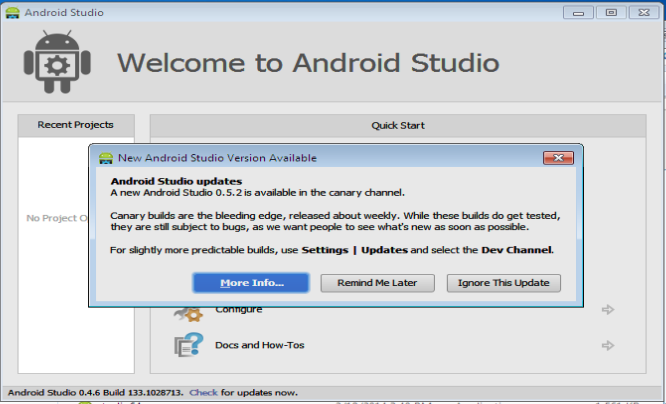 Android Studio
Welcome to Android Studio
Recent Projects
Quick Start
New Android Studio Version Available
Android Studio updates
A new Android Studio 0.5.2 is available in the canary channel.
Canary builds are the bleeding edge, released about weekly. While these builds do get tested,
they are still subject to bugs, as we want people to see what's new as soon as possible.
For slightly more predictable builds, use Settings | Updates and select the Dev Channel.
No Project O
More Info...
Remind Me Later
Ignore This Update
Configure
Docs and How-Tos
Android Studio 0.4.6 Build 133.1028713. Check for updates now.